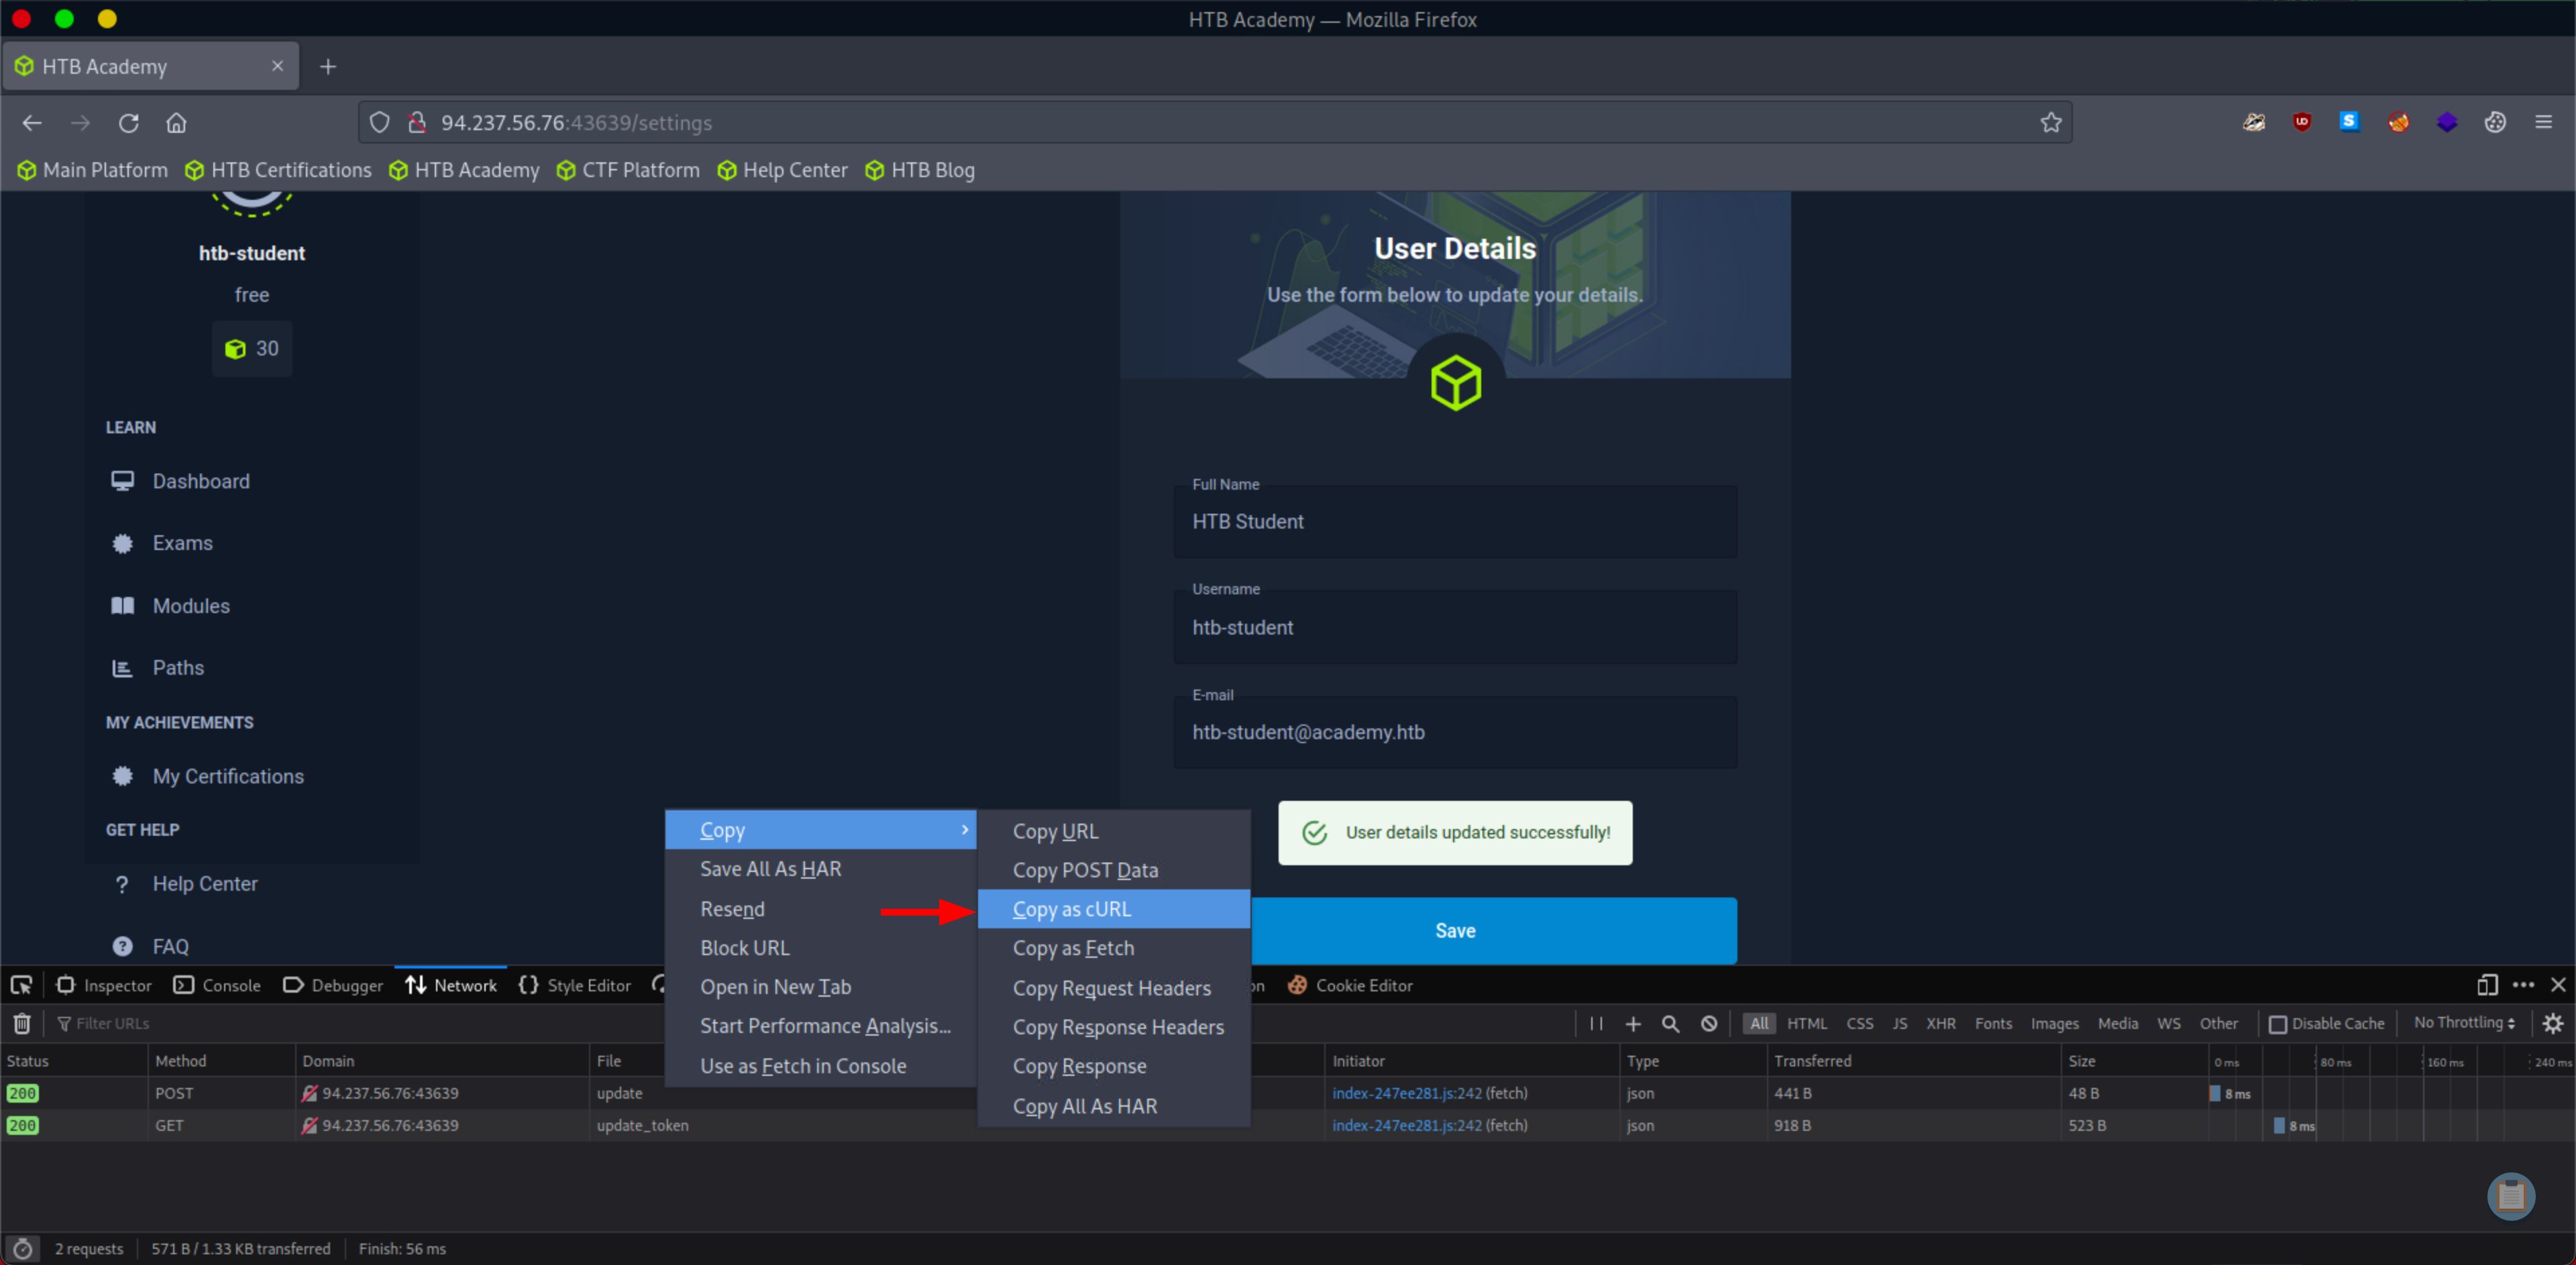 HTB Academy — Mozilla Firefox
HTB Academy
94.237.56.76:43639/settings
Main Platform
HTB Certifications
HTB Academy
CTF Platform
Help Center
HTB Blog
htb-student
free
30
LEARN
Dashboard
Exams
Modules
Paths
MY ACHIEVEMENTS
My Certifications
GET HELP
Help Center
FAQ
User Details
Use the form below to update your details.
Full Name
HTB Student
Username
htb-student
E-mail
htb-student@academy.htb
User details updated successfully!
Save
Copy
Save All As HAR
Resend
Block URL
Open in New Tab
Start Performance Analysis...
Use as Fetch in Console
Copy URL
Copy POST Data
Copy as cURL
Copy as Fetch
Copy Request Headers
Copy Response Headers
Copy Response
Copy All As HAR
Inspector
Console
Debugger
Network
Style Editor
on
Cookie Editor
Filter URLs
All HTML CSS JS XHR Fonts Images Media WS Other
Disable Cache
No Throttling
Status Method Domain File Initiator Type Transferred Size 0 ms 80 ms 160 ms 240 ms
200 POST 94.237.56.76:43639 update index-247ee281.js:242 (fetch) json 441 B 48 B 8 ms
200 GET 94.237.56.76:43639 update_token index-247ee281.js:242 (fetch) json 918 B 523 B 8 ms
2 requests
571 B / 1.33 KB transferred
Finish: 56 ms